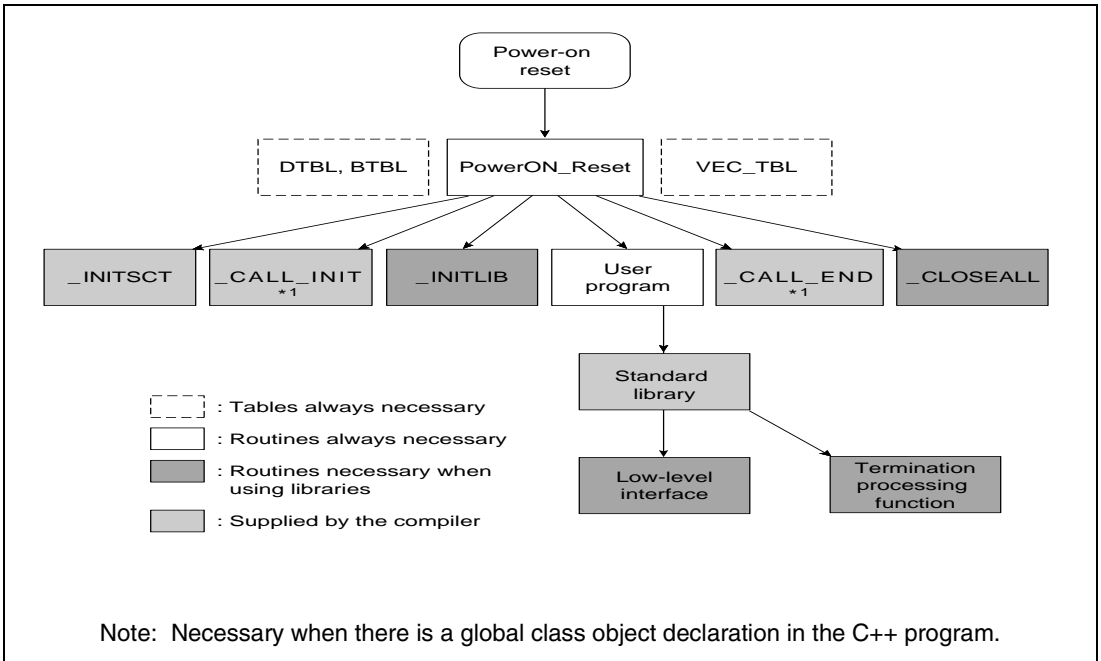 Power-on
reset
DTBL, BTBL
PowerON_Reset
VEC_TBL
_INITSCT
_CALL_INIT
*1
_INITLIB
User
program
_CALL_END
*1
_CLOSEALL
Standard
library
Low-level
interface
Termination
processing
function
: Tables always necessary
: Routines always necessary
: Routines necessary when
using libraries
: Supplied by the compiler
Note: Necessary when there is a global class object declaration in the C++ program.